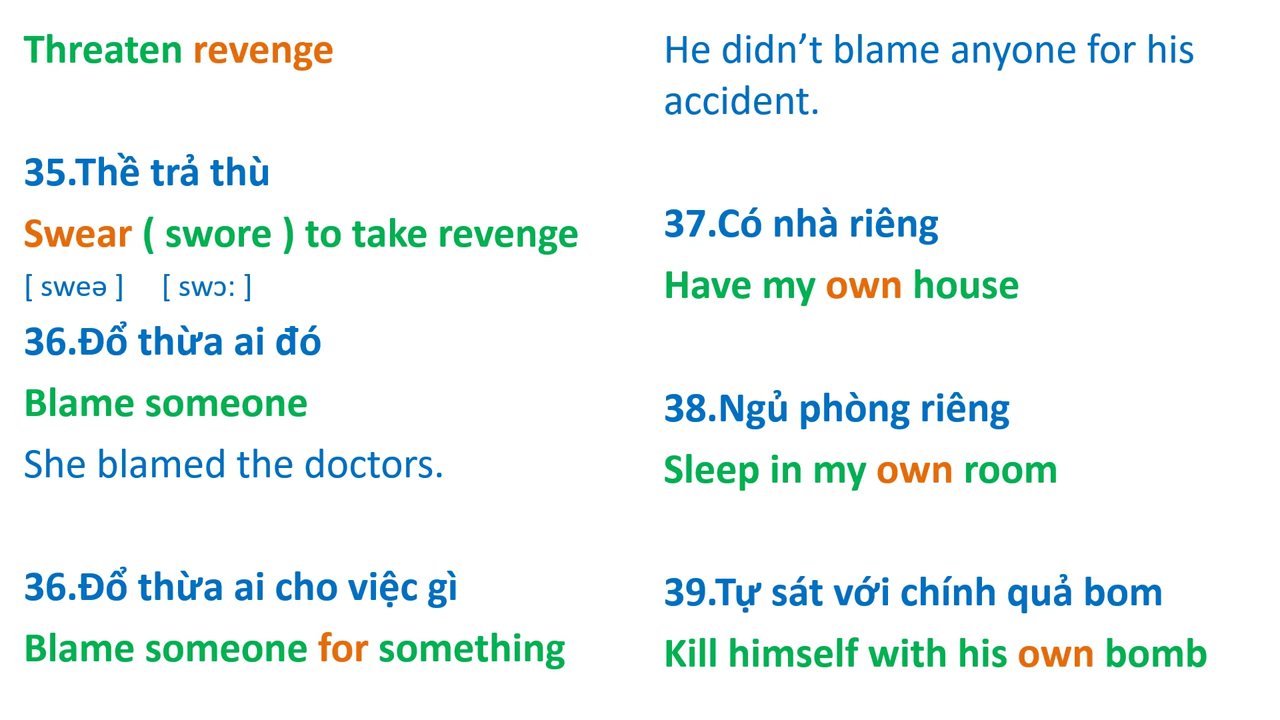 Threaten revenge
35.Thề trả thù
Swear ( swore ) to take revenge
[ sweə ] [ swɔ: ]
36.Đổ thừa ai đó
Blame someone
She blamed the doctors.
36.Đổ thừa ai cho việc gì
Blame someone for something
He didn’t blame anyone for his
accident.
37.Có nhà riêng
Have my own house
38.Ngủ phòng riêng
Sleep in my own room
39.Tự sát với chính quả bom
Kill himself with his own bomb